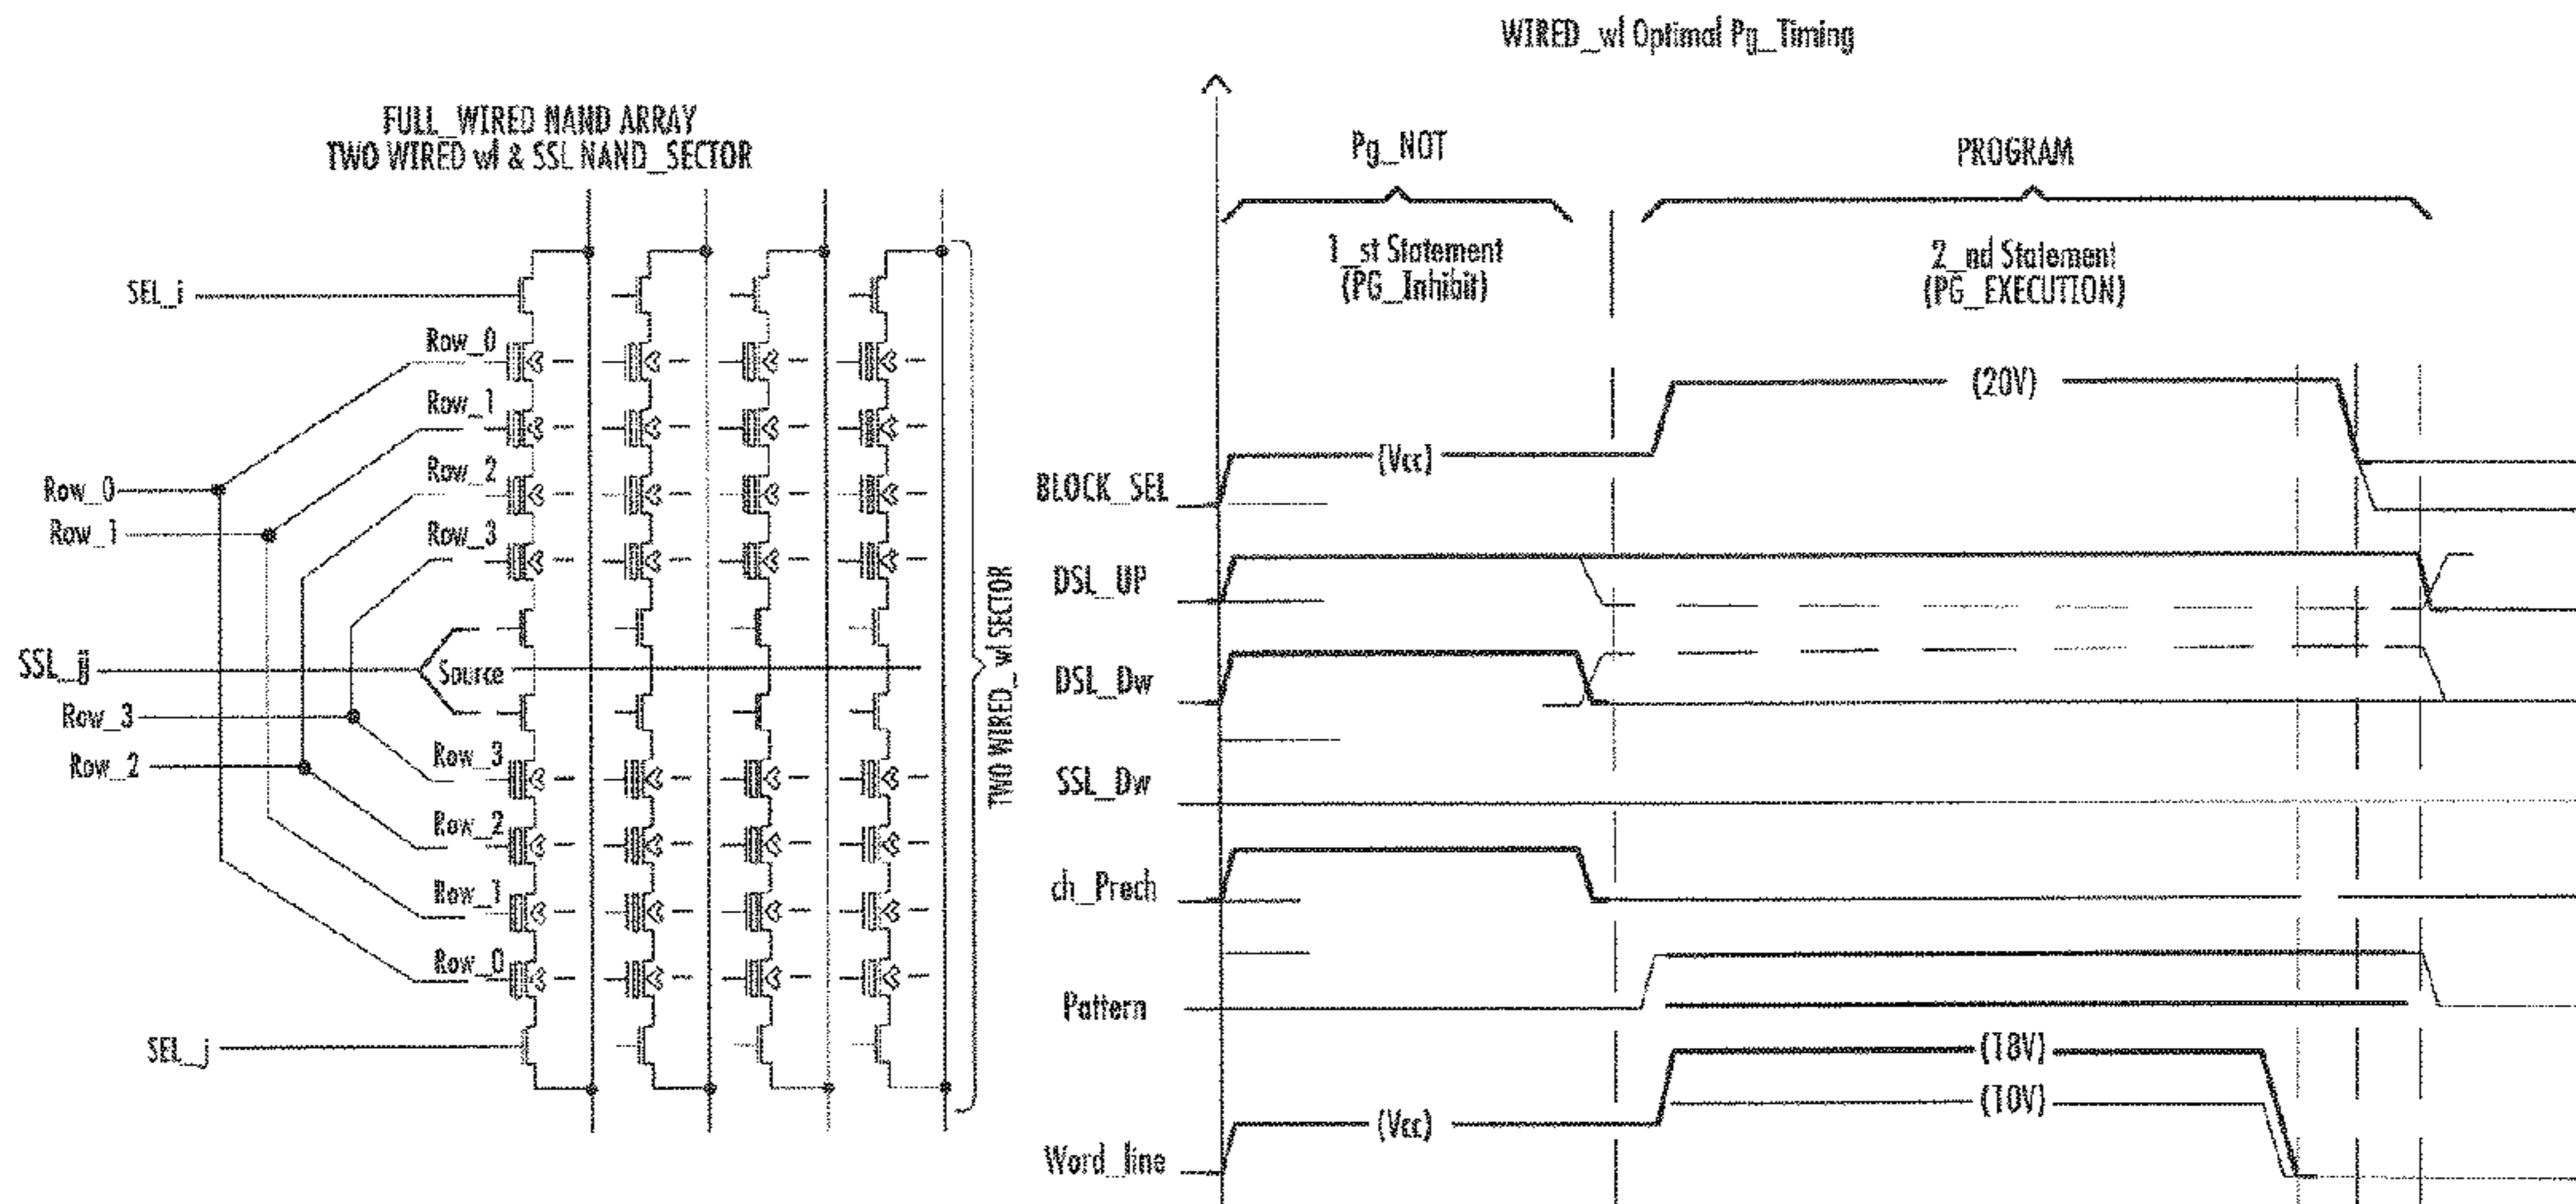 WIRED_wl Optimal Pg_Timing
FULL_WIRED NAND ARRAY
TWO WIRED wl & SSL NAND_SECTOR
SEL_i
Row_0
Row_1
Row_2
Row_3
Row_0
Row_1
SSL_ij
Source
Row_3
Row_2
Row_3
Row_2
Row_1
Row_0
SEL_j
TWO WIRED_wl SECTOR
Pg_NOT
PROGRAM
1_st Statement
(PG_Inhibit)
2_nd Statement
(PG_EXECUTION)
BLOCK_SEL
(Vcc)
(20V)
DSL_UP
DSL_Dw
SSL_Dw
ch_Prech
Pattern
(18V)
(10V)
Word_line
(Vcc)